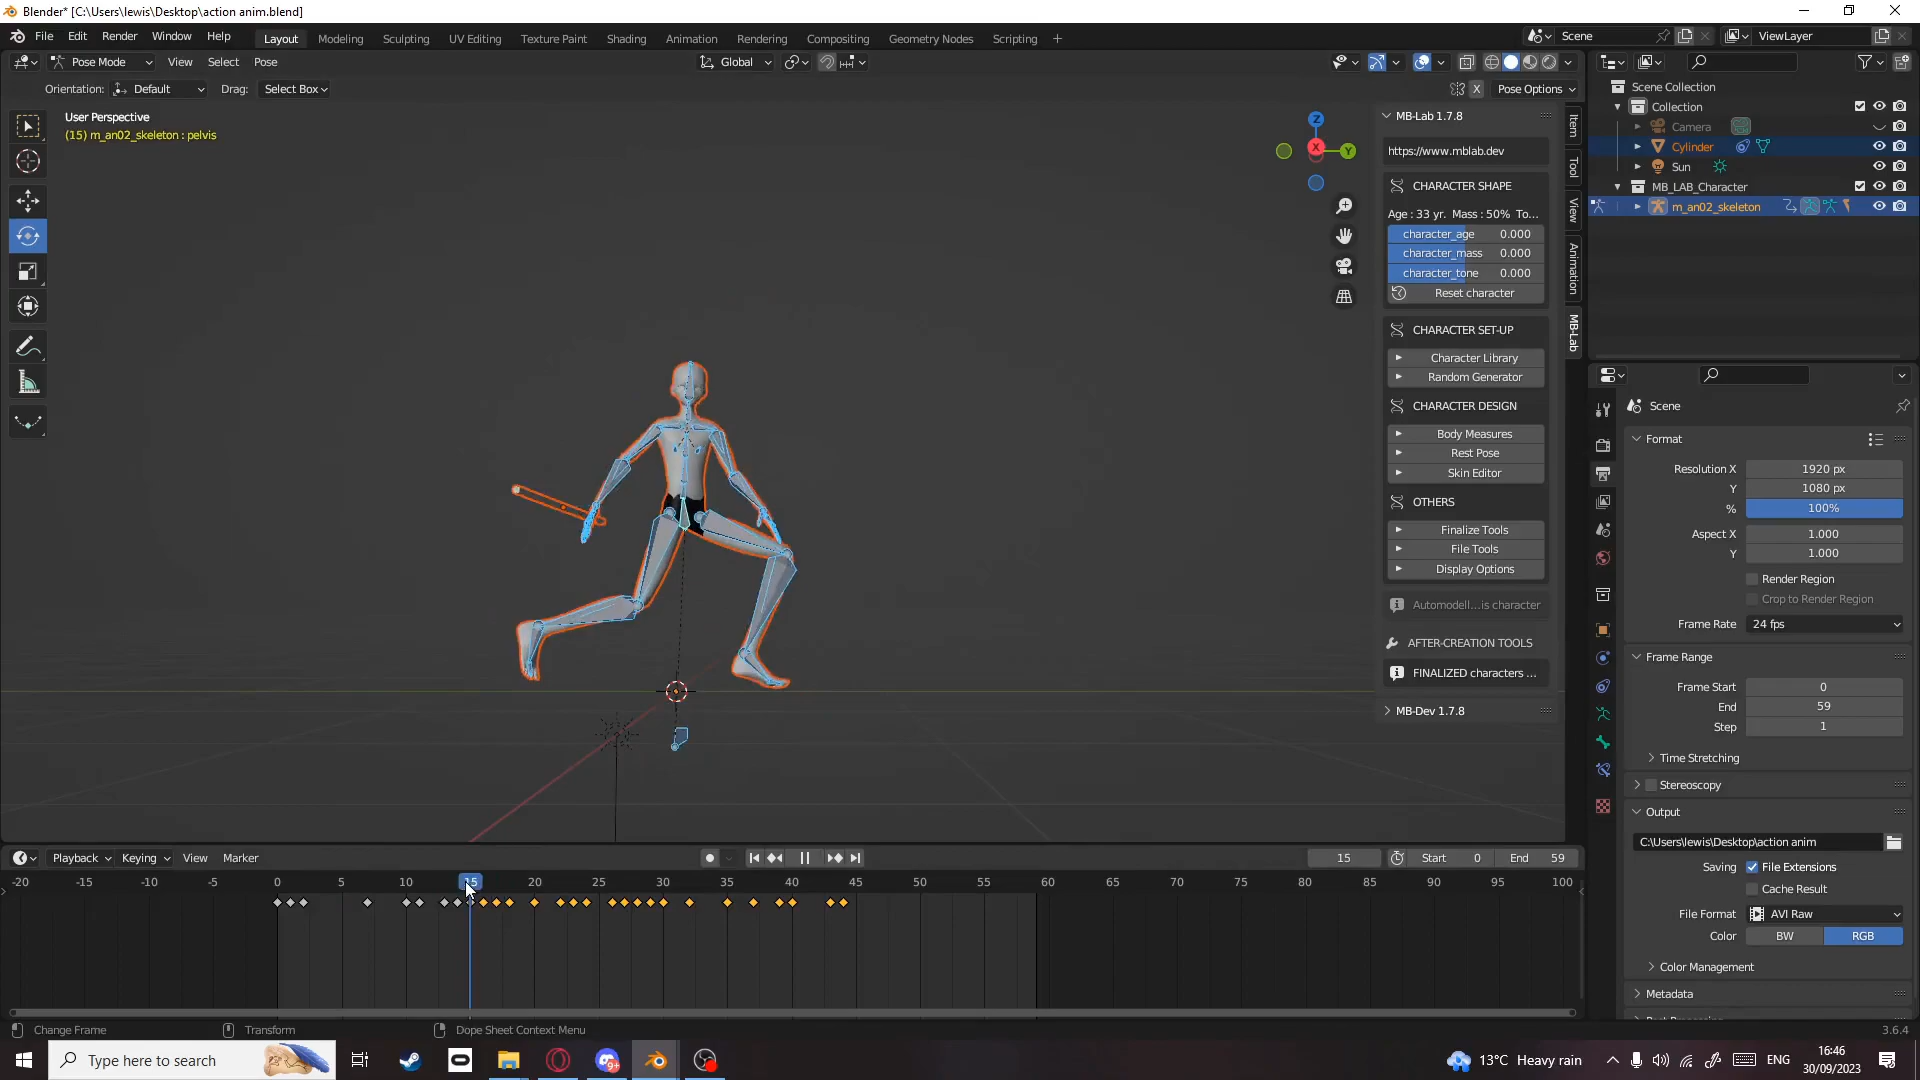 Blender* [C:\Users\lewis\Desktop\action anim.blend]
File Edit Render Window Help
Layout Modeling Sculpting UV Editing Texture Paint Shading Animation Rendering Compositing Geometry Nodes Scripting +
Scene
ViewLayer
Pose Mode View Select Pose
Global
Orientation: Default Drag: Select Box
X Pose Options
User Perspective
(15) m_an02_skeleton : pelvis
Z
X
Y
MB-Lab 1.7.8
https://www.mblab.dev
CHARACTER SHAPE
Age : 33 yr. Mass : 50% To...
character_age 0.000
character_mass 0.000
character_tone 0.000
Reset character
CHARACTER SET-UP
Character Library
Random Generator
CHARACTER DESIGN
Body Measures
Rest Pose
Skin Editor
OTHERS
Finalize Tools
File Tools
Display Options
Automodell...is character
AFTER-CREATION TOOLS
FINALIZED characters ...
MB-Dev 1.7.8
Item
Tool
View
Animation
MB-Lab
Scene Collection
Collection
Camera
Cylinder
Sun
MB_LAB_Character
m_an02_skeleton
Scene
Format
Resolution X 1920 px
Y 1080 px
% 100%
Aspect X 1.000
Y 1.000
Render Region
Crop to Render Region
Frame Rate 24 fps
Frame Range
Frame Start 0
End 59
Step 1
Time Stretching
Stereoscopy
Output
C:\Users\lewis\Desktop\action anim
Saving File Extensions
Cache Result
File Format AVI Raw
Color BW RGB
Color Management
Metadata
Playback Keying View Marker
15 Start 0 End 59
-20 -15 -10 -5 0 5 10 15 20 25 30 35 40 45 50 55 60 65 70 75 80 85 90 95 100
Change Frame Transform Dope Sheet Context Menu
3.6.4
Type here to search
9+
13°C Heavy rain
ENG
16:46
30/09/2023